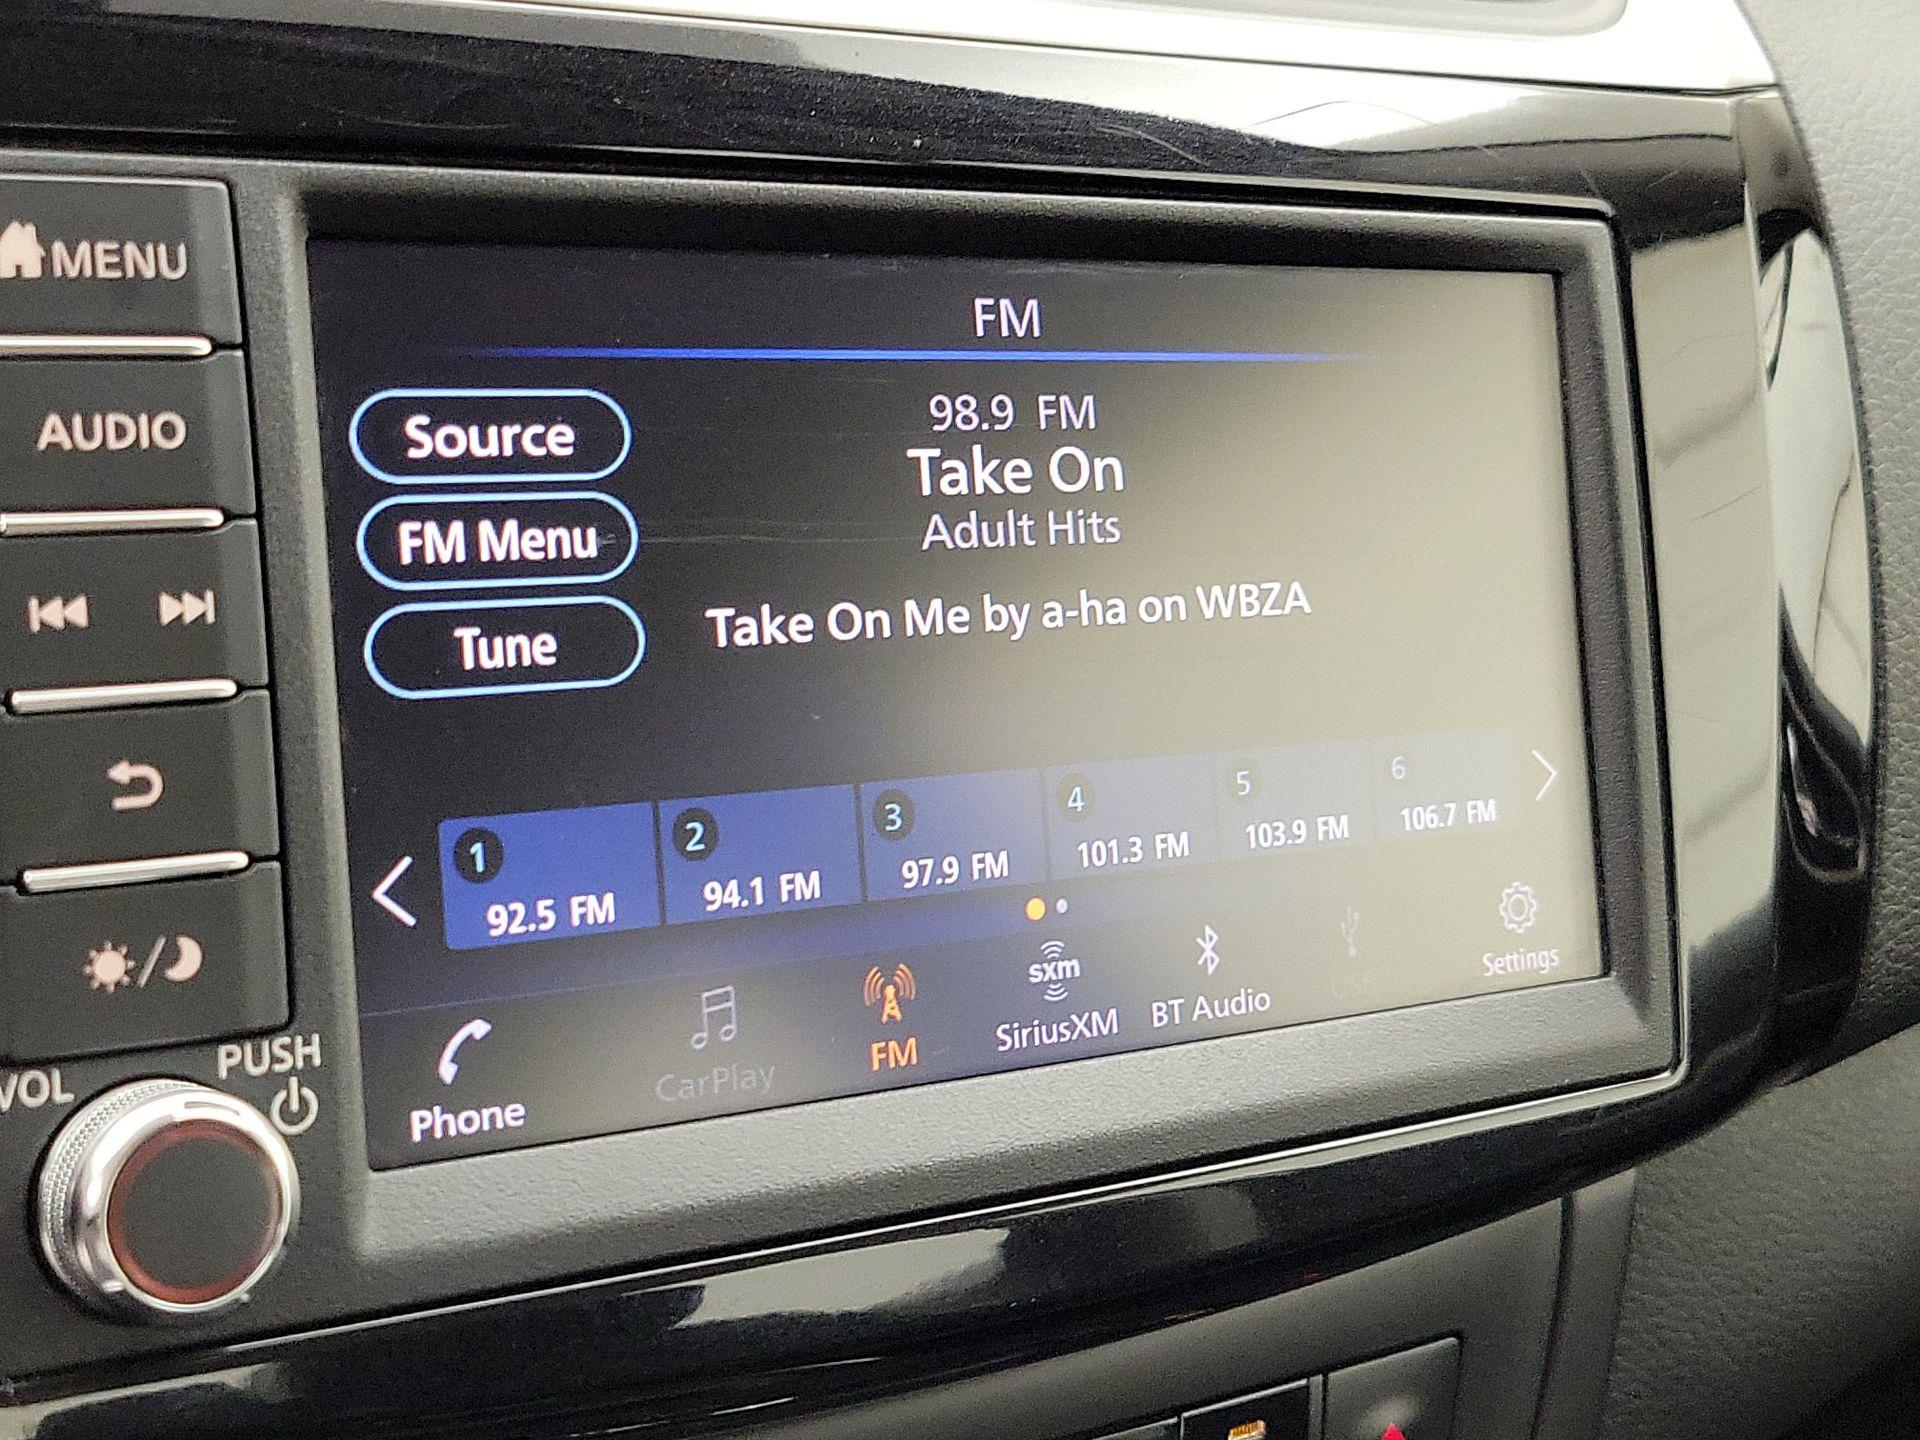 MENU
AUDIO
VOL
PUSH
FM
Source
FM Menu
Tune
98.9 FM
Take On
Adult Hits
Take On Me by a-ha on WBZA
1
92.5 FM
2
94.1 FM
3
97.9 FM
4
101.3 FM
5
103.9 FM
6
106.7 FM
Phone
CarPlay
FM
sxm
SiriusXM
BT Audio
USB
Settings